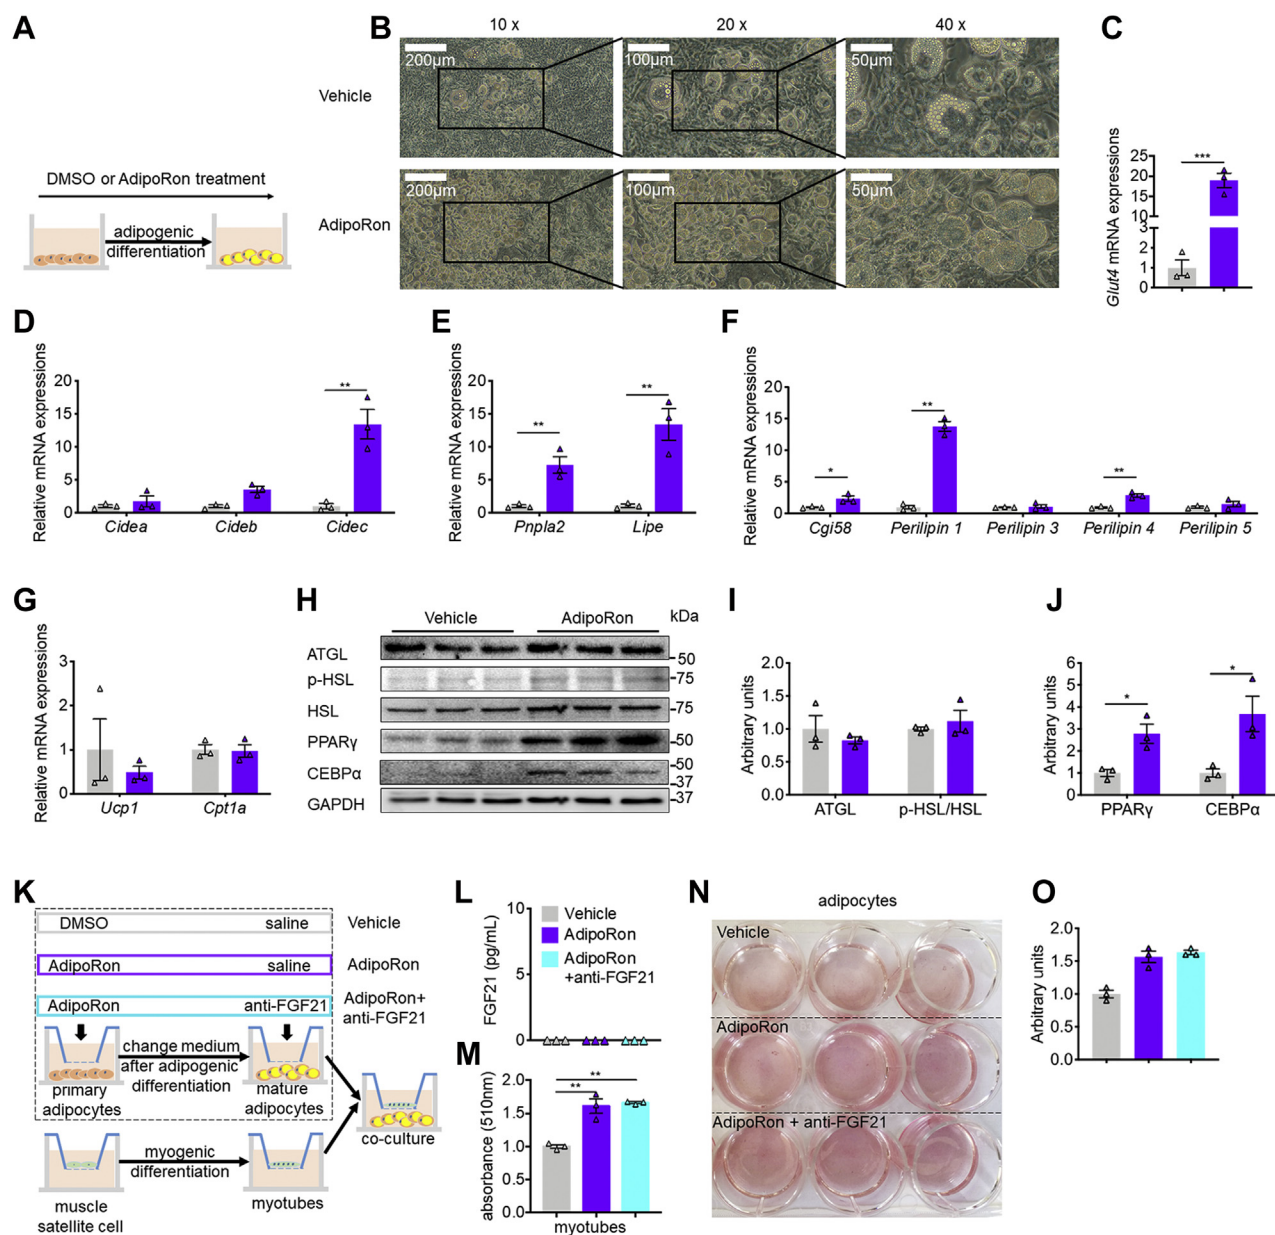 A
DMSO or AdipoRon treatment
adipogenic
differentiation
B
10 x
20 x
40 x
Vehicle
200μm
100μm
50μm
AdipoRon
200μm
100μm
50μm
C
Glut4 mRNA expressions
25
20
15
10
3
2
1
0
***
D
Relative mRNA expressions
20
15
10
5
0
**
Cidea
Cideb
Cidec
E
Relative mRNA expressions
20
15
10
5
0
**
**
Pnpla2
Lipe
F
Relative mRNA expressions
20
15
10
5
0
*
**
**
Cgi58
Perilipin 1
Perilipin 3
Perilipin 4
Perilipin 5
G
Relative mRNA expressions
3
2
1
0
Ucp1
Cpt1a
H
Vehicle
AdipoRon
kDa
ATGL
50
p-HSL
75
HSL
75
PPARγ
50
CEBPα
50
37
GAPDH
37
I
Arbitrary units
2.0
1.5
1.0
0.5
0.0
ATGL
p-HSL/HSL
J
Arbitrary units
6
5
4
3
2
1
0
*
*
PPARγ
CEBPα
K
DMSO saline Vehicle
AdipoRon saline AdipoRon
AdipoRon anti-FGF21 AdipoRon+
anti-FGF21
change medium
after adipogenic
differentiation
primary
adipocytes
mature
adipocytes
co-culture
myogenic
differentiation
muscle
satellite cell
myotubes
L
FGF21 (pg/mL)
10
5
0
Vehicle
AdipoRon
AdipoRon
+anti-FGF21
M
absorbance (510nm)
2.0
1.5
1.0
0.5
0.0
**
**
myotubes
N
adipocytes
Vehicle
AdipoRon
AdipoRon + anti-FGF21
O
Arbitrary units
2.0
1.5
1.0
0.5
0.0